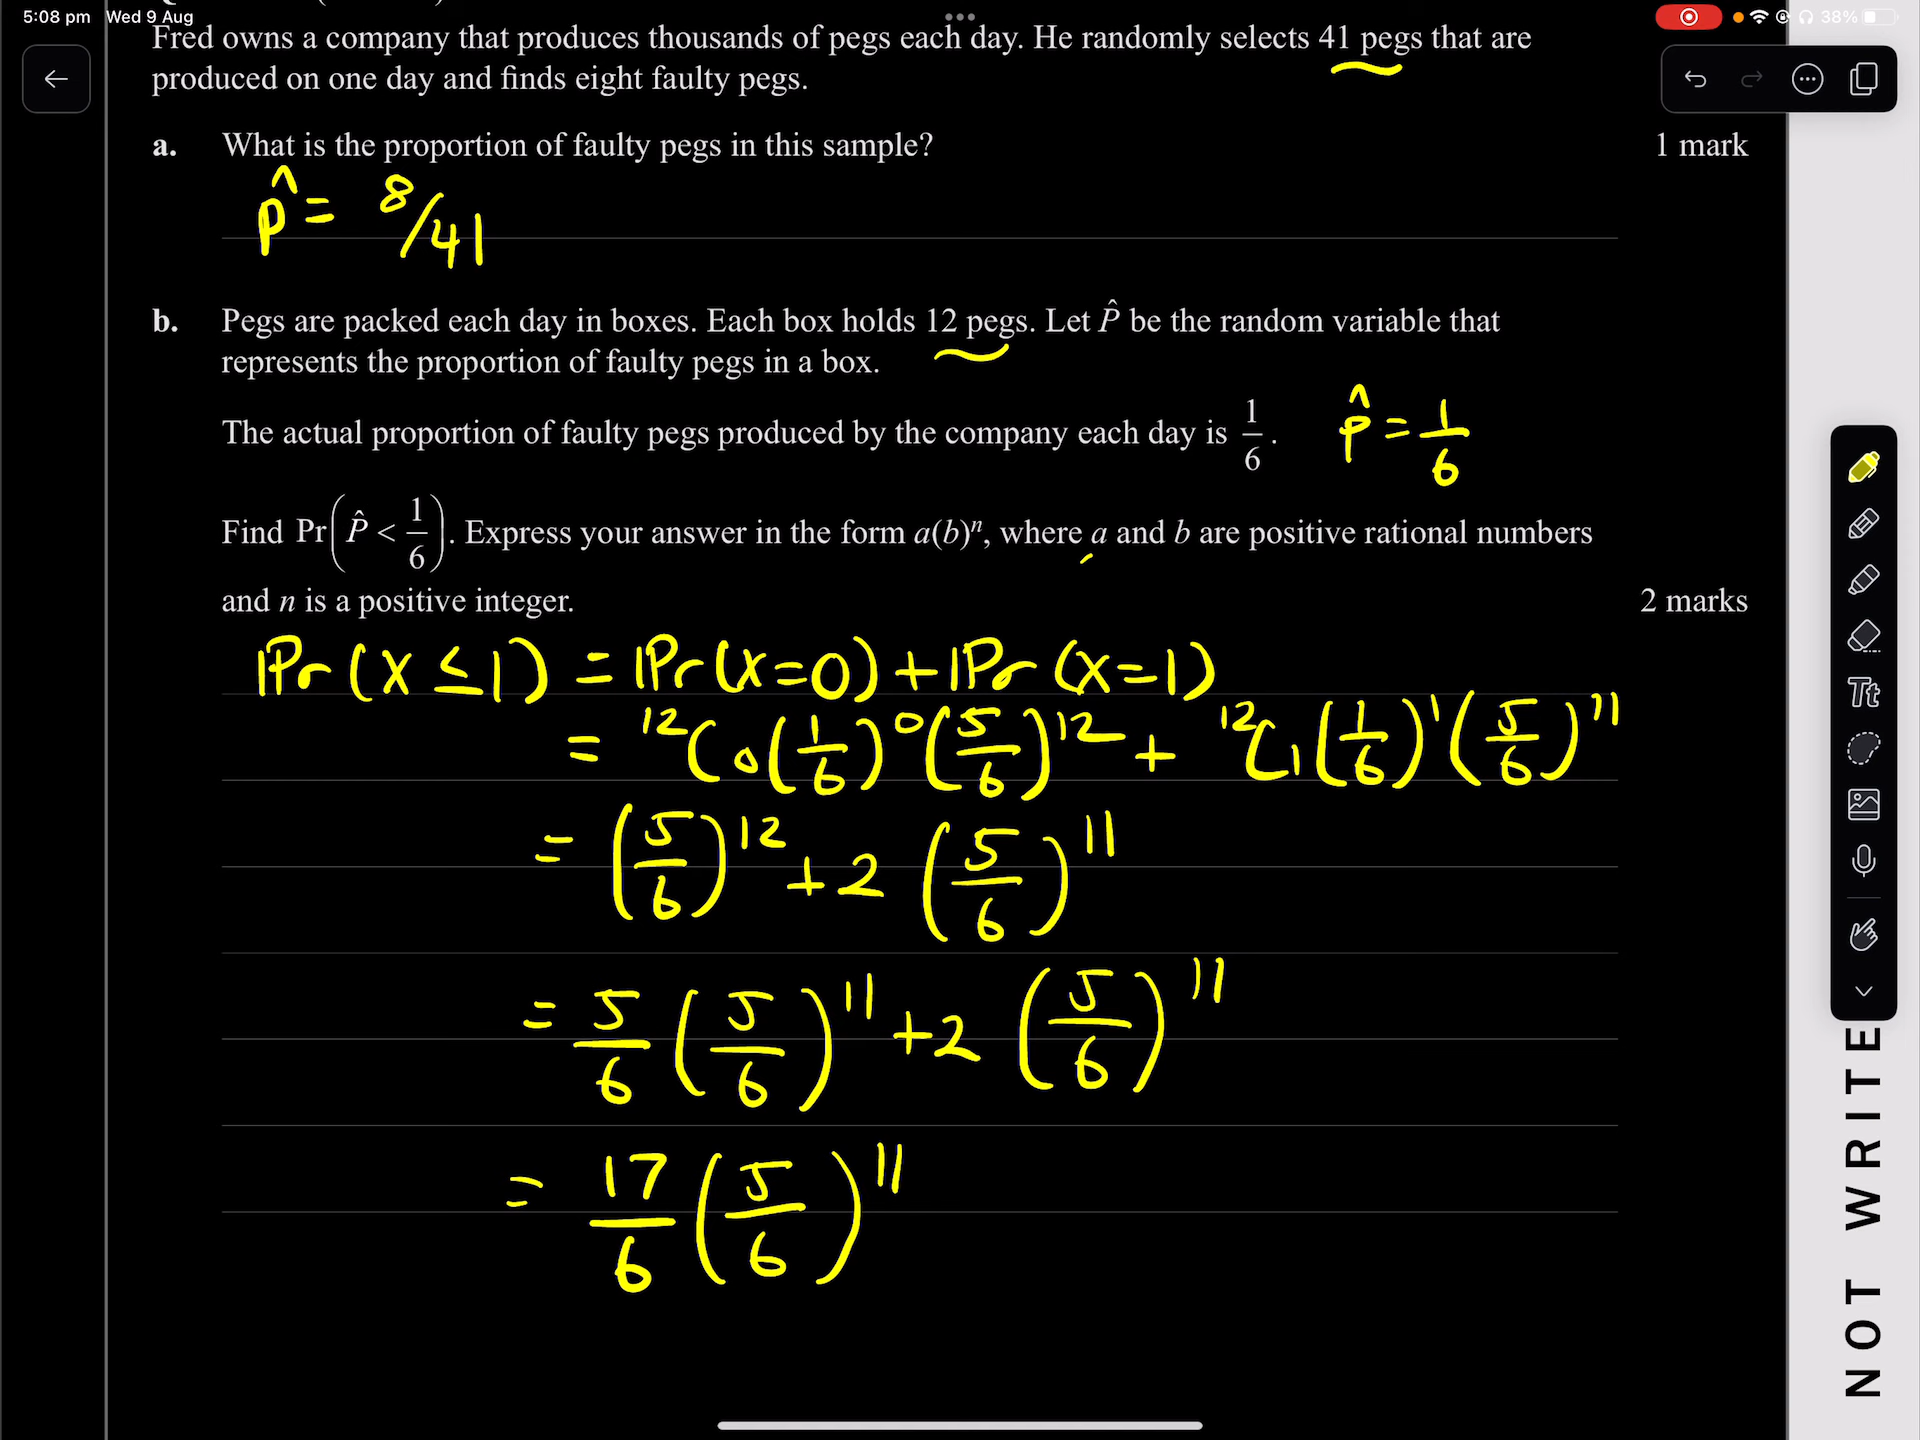 5:08 pm Wed 9 Aug 38%
Fred owns a company that produces thousands of pegs each day. He randomly selects 41 pegs that are
produced on one day and finds eight faulty pegs.
a. What is the proportion of faulty pegs in this sample? 1 mark
p̂ = 8/41
b. Pegs are packed each day in boxes. Each box holds 12 pegs. Let P̂ be the random variable that
represents the proportion of faulty pegs in a box.
The actual proportion of faulty pegs produced by the company each day is 1/6. p̂ = 1/6
Find Pr(P̂ < 1/6). Express your answer in the form a(b)ⁿ, where a and b are positive rational numbers
and n is a positive integer. 2 marks
Pr(X ≤ 1) = Pr(X=0) + Pr(X=1)
= ¹²C₀(1/6)⁰(5/6)¹² + ¹²C₁(1/6)¹(5/6)¹¹
= (5/6)¹² + 2(5/6)¹¹
= 5/6(5/6)¹¹ + 2(5/6)¹¹
= 17/6(5/6)¹¹
Tt
NOT WRITE